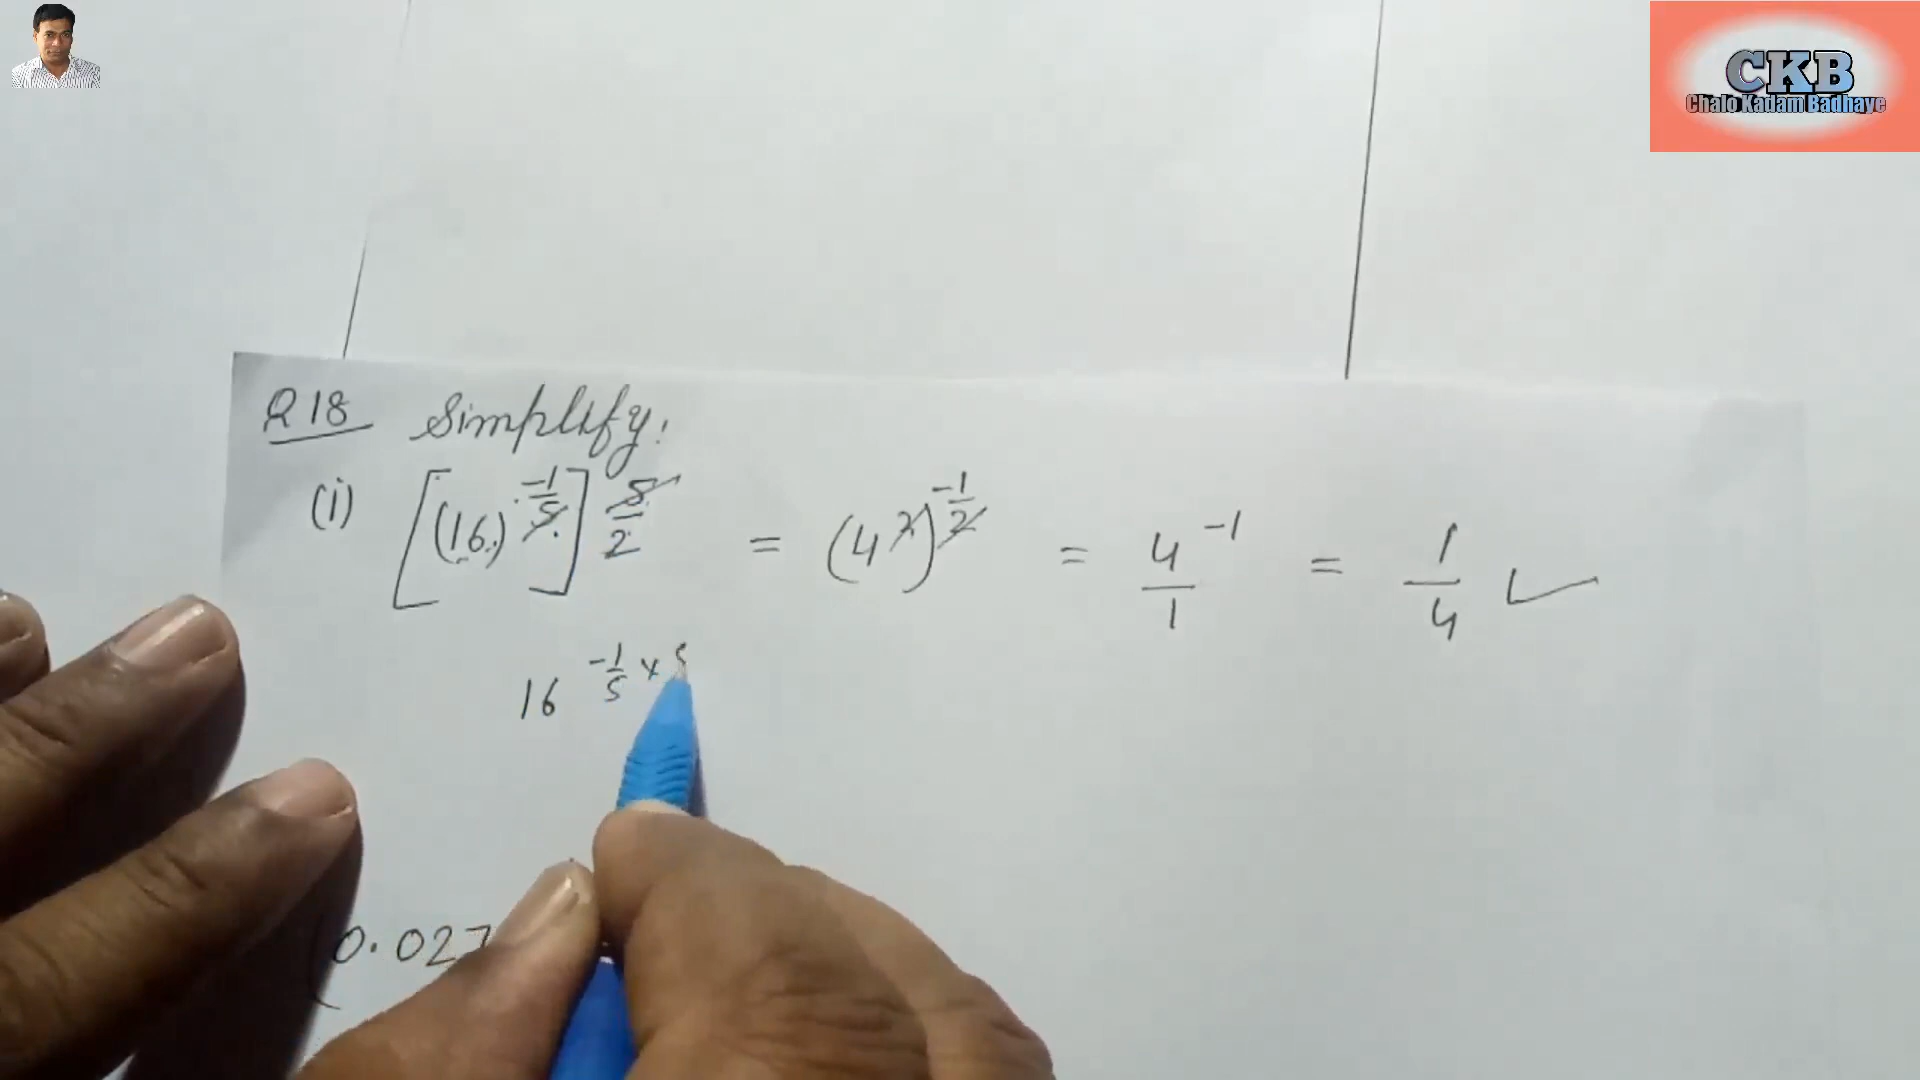 CKB
Chalo Kadam Badhaye
Q18 Simplify:
(i) [(16)^{-1/5}]^{5/2} = (4^2)^{-1/2} = 4^{-1}/1 = 1/4 ✓
16^{-1/5 ×
(0.027